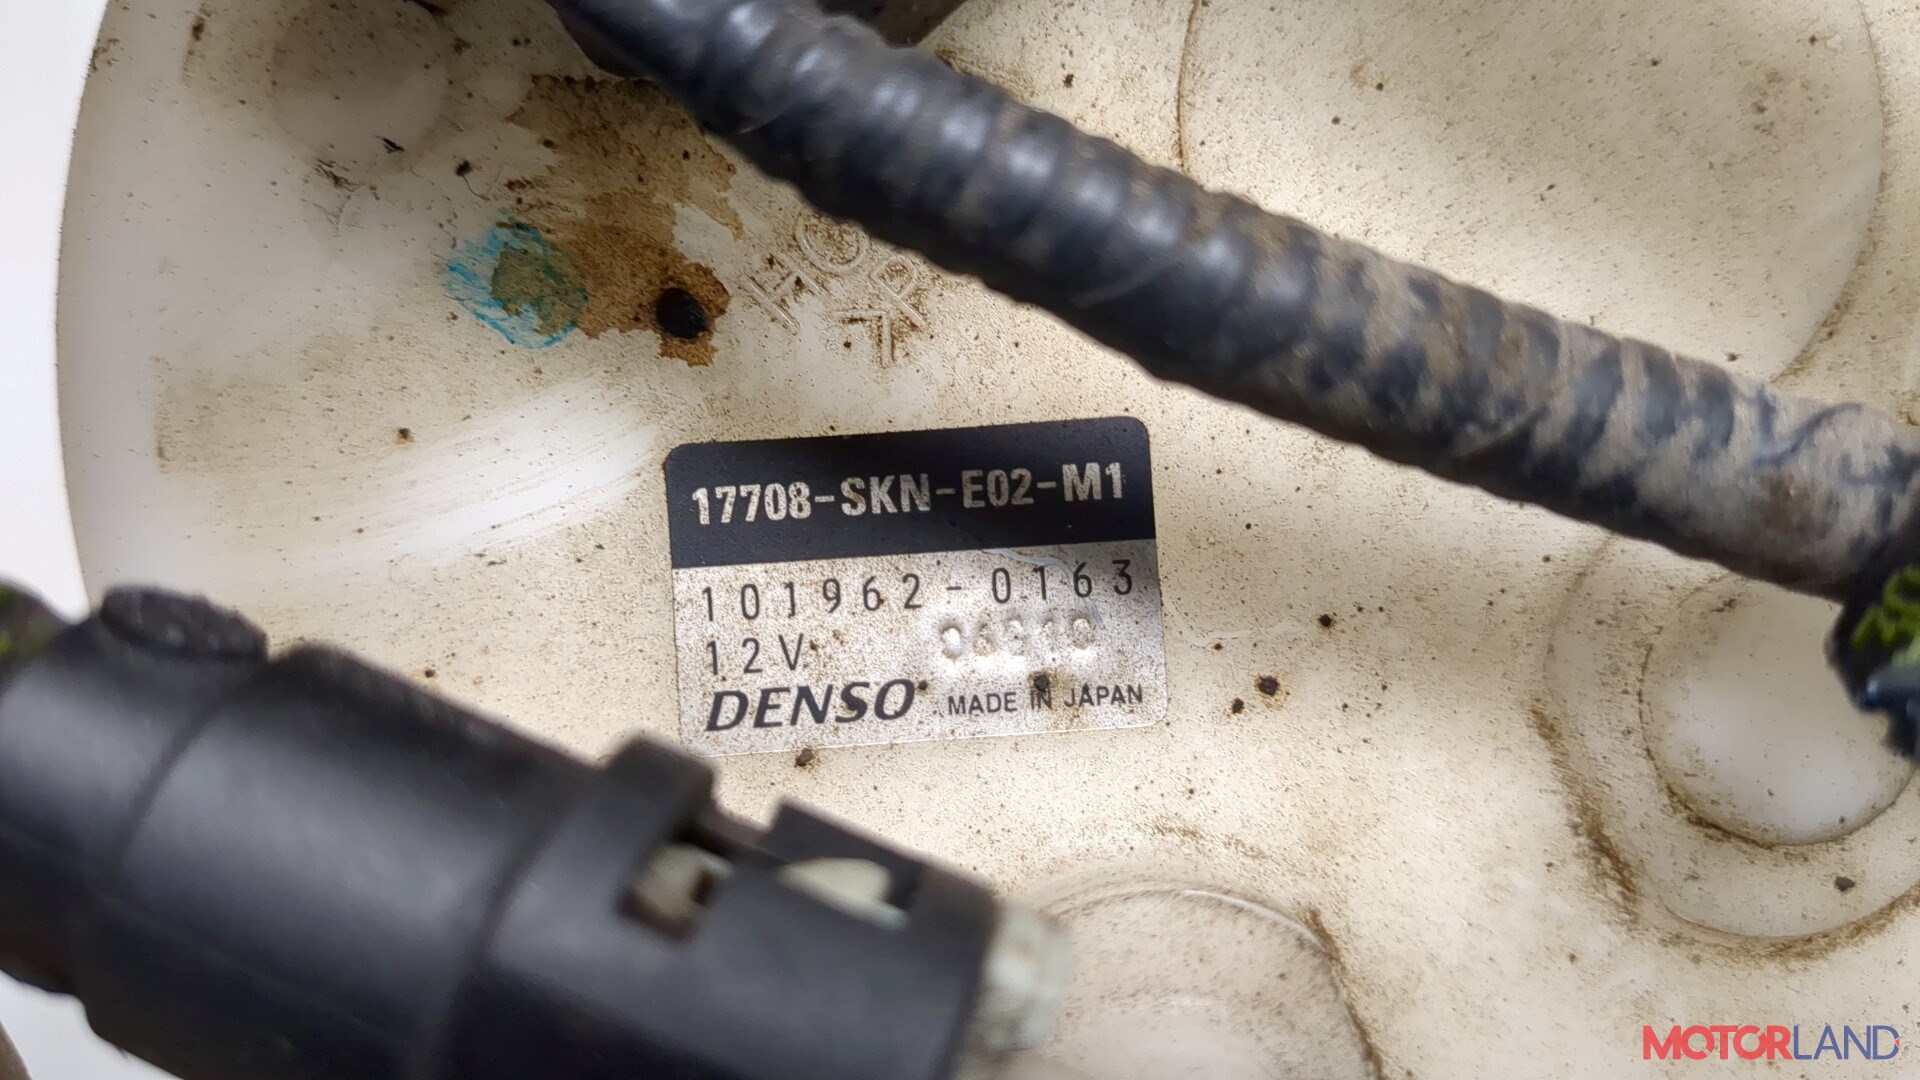 17708-SKN-E02-M1
101962-0163
12V
DENSO MADE IN JAPAN
MOTORLAND